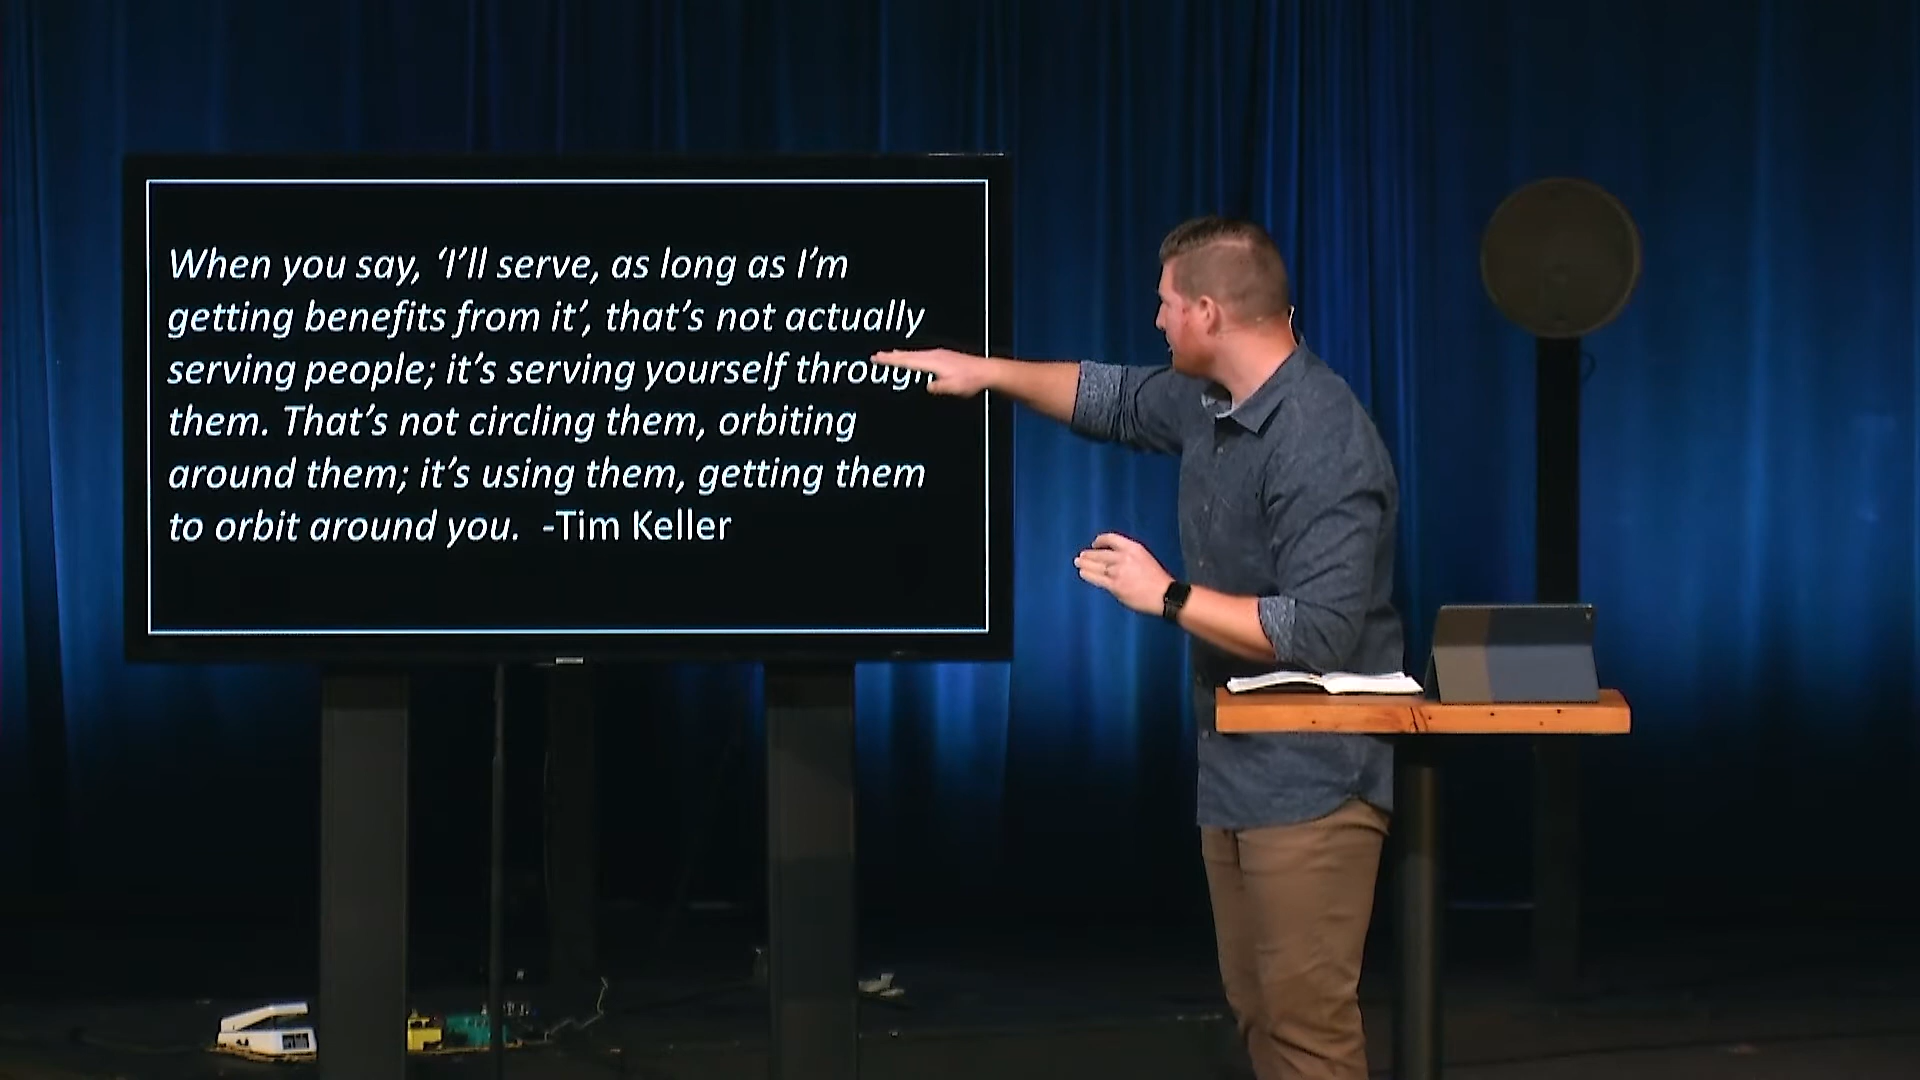 When you say, ‘I’ll serve, as long as I’m
getting benefits from it’, that’s not actually
serving people; it’s serving yourself through
them. That’s not circling them, orbiting
around them; it’s using them, getting them
to orbit around you.  -Tim Keller